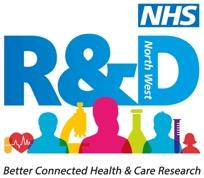 NHS
R&D
North West
Better Connected Health & Care Research